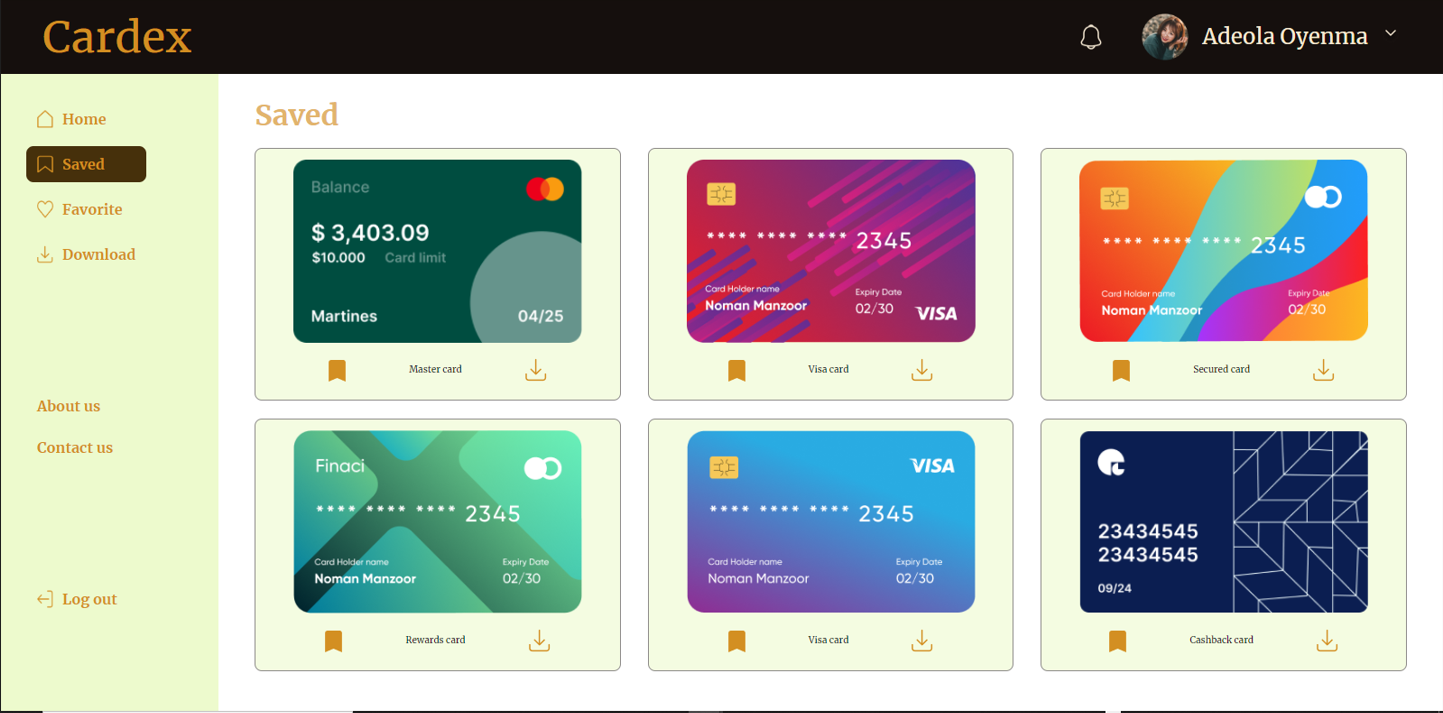 Cardex
Adeola Oyenma
Home
Saved
Favorite
Download
About us
Contact us
Log out
Saved
Balance
$ 3,403.09
$10.000 Card limit
Martines 04/25
Master card
**** **** **** 2345
Card Holder name Expiry Date
Noman Manzoor 02/30 VISA
Visa card
**** **** **** 2345
Card Holder name Expiry Date
Noman Manzoor 02/30
Secured card
Finaci
**** **** **** 2345
Card Holder name Expiry Date
Noman Manzoor 02/30
Rewards card
VISA
**** **** **** 2345
Card Holder name Expiry Date
Noman Manzoor 02/30
Visa card
23434545
23434545
09/24
Cashback card